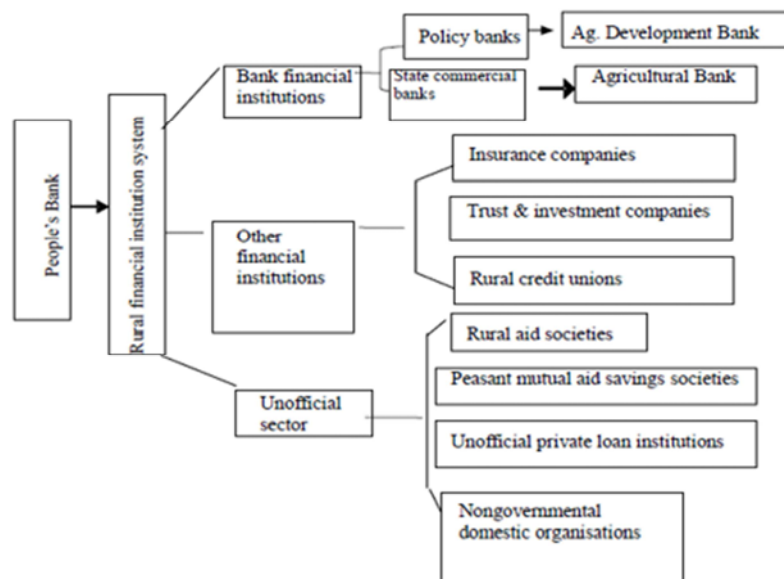 People's Bank
Rural financial institution system
Bank financial
institutions
Policy banks
Ag. Development Bank
State commercial
banks
Agricultural Bank
Other
financial
institutions
Insurance companies
Trust & investment companies
Rural credit unions
Unofficial
sector
Rural aid societies
Peasant mutual aid savings societies
Unofficial private loan institutions
Nongovernmental
domestic organisations